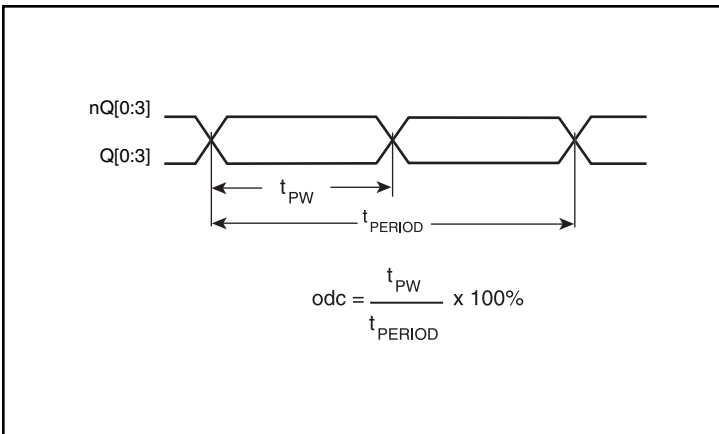 nQ[0:3]
Q[0:3]
tPW
tPERIOD
odc = tPW / tPERIOD x 100%